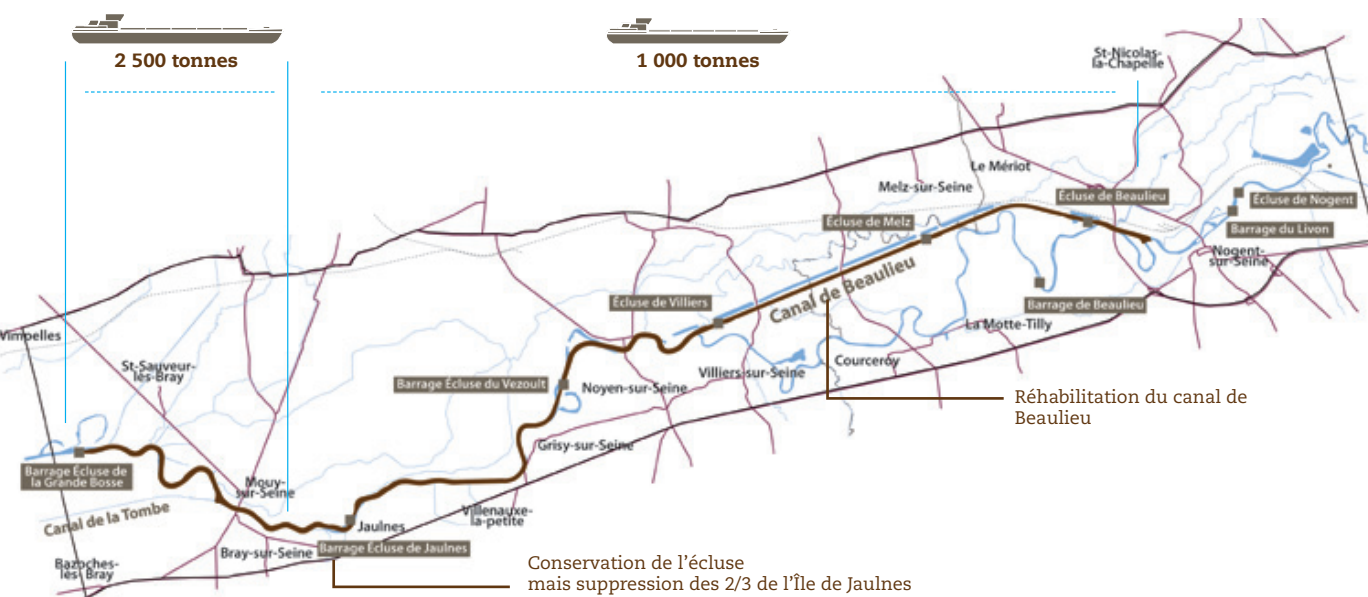 2 500 tonnes
1 000 tonnes
St-Nicolas-
la-Chapelle
Le Mériot
Melz-sur-Seine
Écluse de Beaulieu
Écluse de Nogent
Écluse de Melz
Barrage du Livon
Nogent-
sur-Seine
Canal de Beaulieu
Barrage de Beaulieu
Écluse de Villiers
La Motte-Tilly
Vimpelles
Courceroy
St-Sauveur-
lès-Bray
Villiers-sur-Seine
Barrage Écluse du Vezoult
Noyen-sur-Seine
Réhabilitation du canal de
Beaulieu
Grisy-sur-Seine
Barrage Écluse de
la Grande Bosse
Mouy-
sur-Seine
Canal de la Tombe
Villenauxe-
la-petite
Jaulnes
Bray-sur-Seine
Barrage Écluse de Jaulnes
Bazoches-
lès-Bray
Conservation de l'écluse
mais suppression des 2/3 de l'Île de Jaulnes